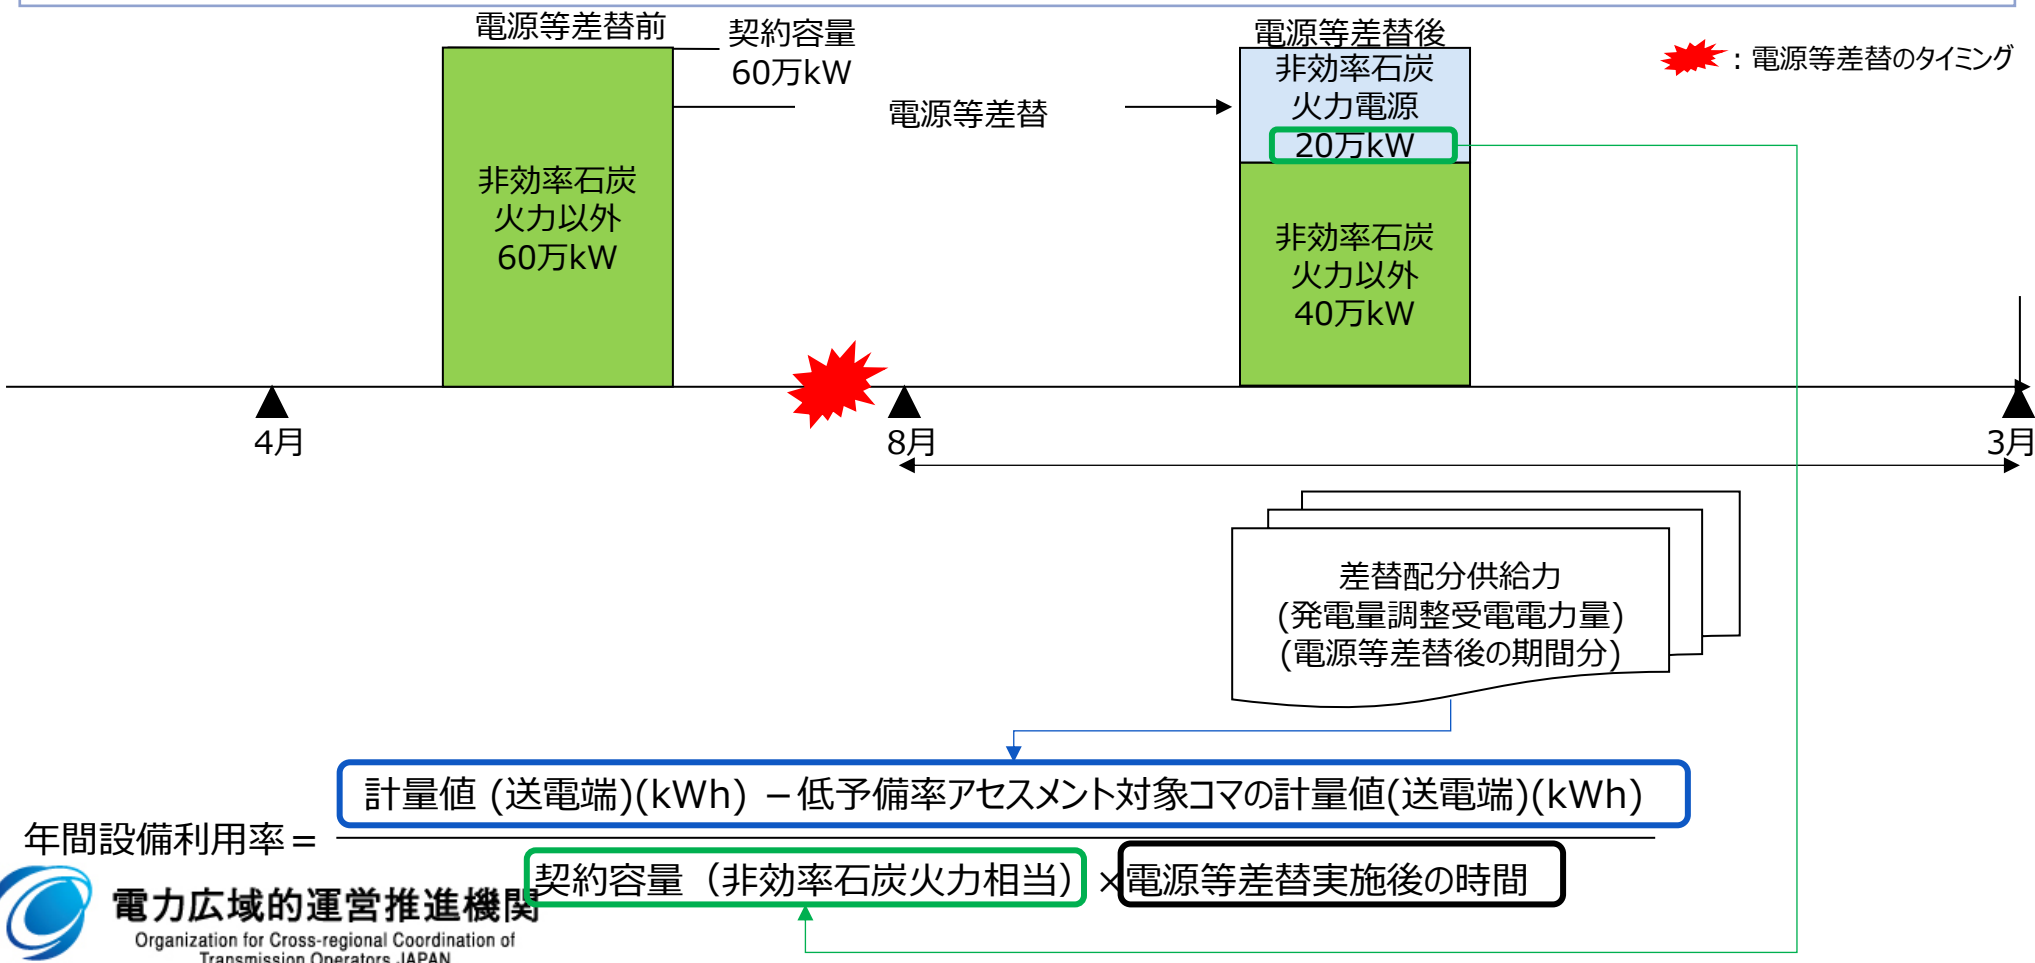 電源等差替前
契約容量
60万kW
電源等差替後
:電源等差替のタイミング
電源等差替
非効率石炭
火力電源
20万kW
非効率石炭
火力以外
60万kW
非効率石炭
火力以外
40万kW
4月
8月
3月
差替配分供給力
(発電量調整受電電力量)
(電源等差替後の期間分)
計量値 (送電端)(kWh) －低予備率アセスメント対象コマの計量値(送電端)(kWh)
年間設備利用率＝
契約容量（非効率石炭火力相当）×電源等差替実施後の時間
電力広域的運営推進機関
Organization for Cross-regional Coordination of
Transmission Operators, JAPAN